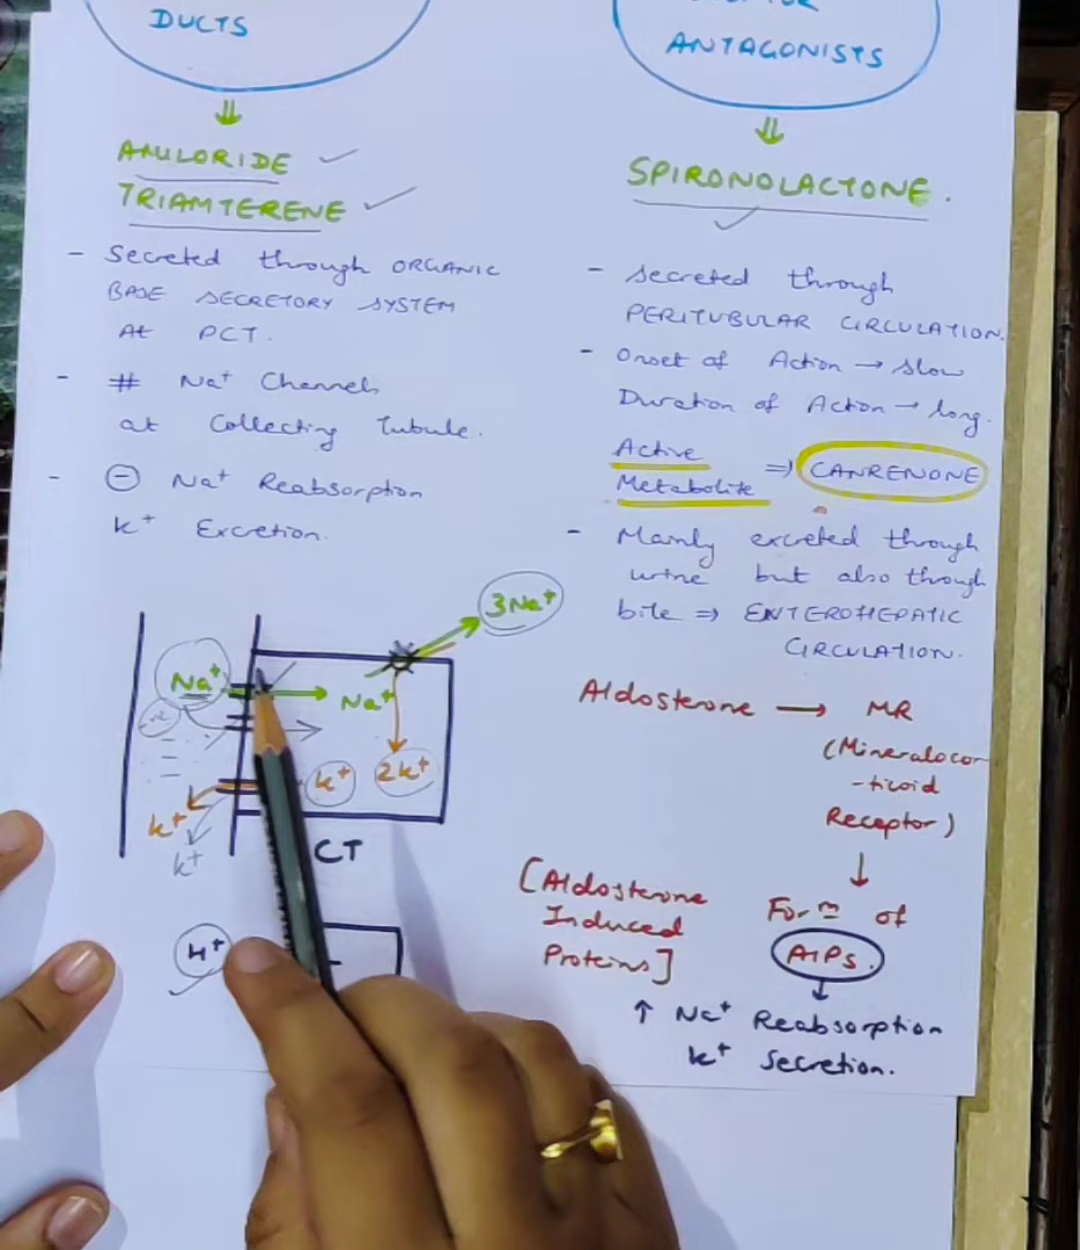 DUCTS
⇓
AMILORIDE ✓
TRIAMTERENE ✓
- Secreted through ORGANIC
BASE SECRETORY SYSTEM
At PCT.
- # Na⁺ Channels
at Collecting Tubule.
- ⊖ Na⁺ Reabsorption
K⁺ Excretion.
3Na⁺
Na⁺
Na⁺
-ve
K⁺
2K⁺
K⁺
K⁺
CT
H⁺
ANTAGONISTS
⇓
SPIRONOLACTONE.
✓
- Secreted through
PERITUBULAR CIRCULATION.
- Onset of Action → slow
Duration of Action → long.
Active
Metabolite ⇒ CANRENONE
- Mainly excreted through
urine but also though
bile ⇒ ENTEROHEPATIC
CIRCULATION.
Aldosterone → MR
(Mineralocor
-ticoid
Receptor)
↓
[Aldosterone
Induced
Proteins]
Forᵐ of
AIPs.
↓
↑ Na⁺ Reabsorption
K⁺ Secretion.